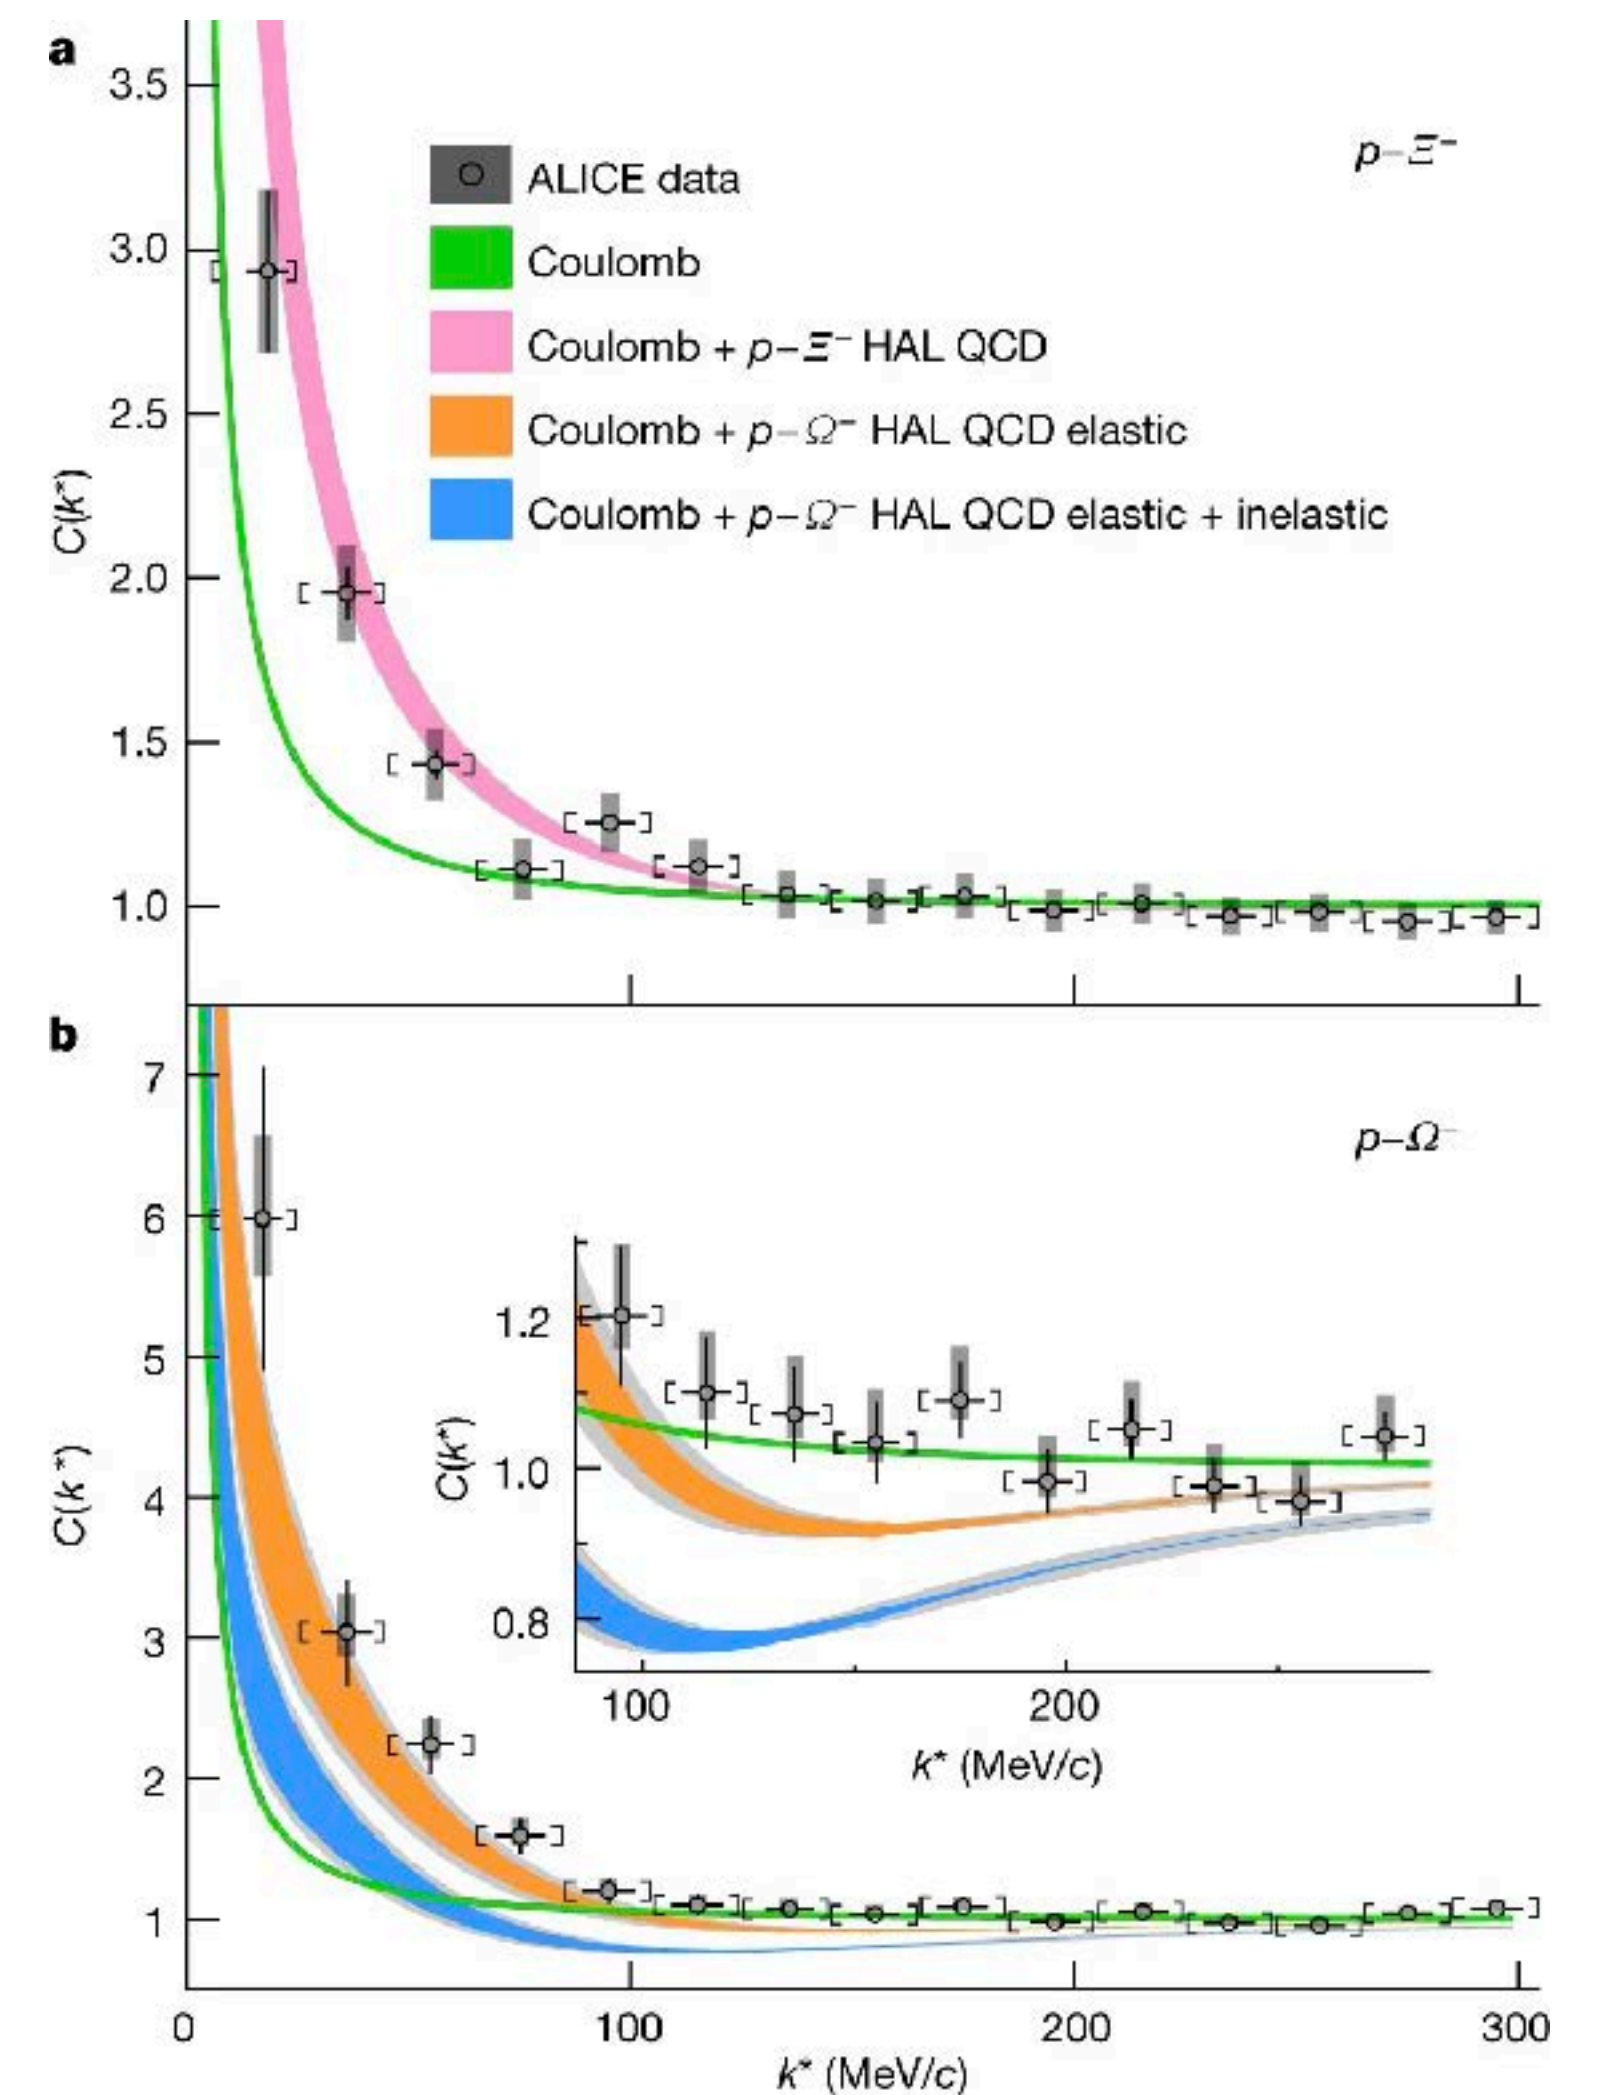 a
3.5
3.0
2.5
2.0
1.5
1.0
C(k*)
p–Ξ⁻
ALICE data
Coulomb
Coulomb + p–Ξ⁻ HAL QCD
Coulomb + p–Ω⁻ HAL QCD elastic
Coulomb + p–Ω⁻ HAL QCD elastic + inelastic
b
7
6
5
4
3
2
1
C(k*)
p–Ω⁻
1.2
1.0
0.8
C(k*)
100 200
k* (MeV/c)
0 100 200 300
k* (MeV/c)